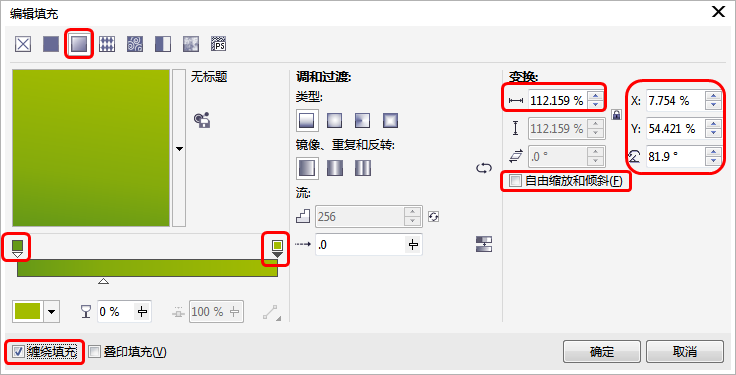 编辑填充
PS
无标题
调和过渡:
变换:
类型:
112.159 %
X: 7.754 %
112.159 %
Y: 54.421 %
镜像、重复和反转:
.0 °
81.9 °
自由缩放和倾斜(F)
流:
256
.0
0 %
100 %
缠绕填充
叠印填充(V)
确定
取消